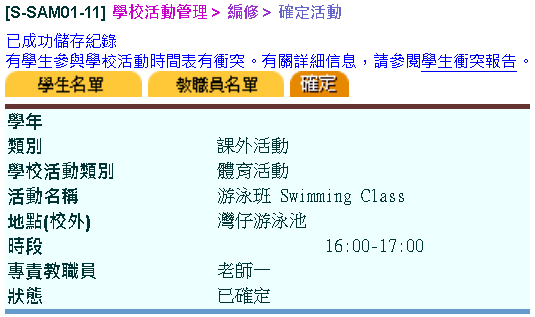 [S-SAM01-11] 學校活動管理 > 編修 > 確定活動
已成功儲存紀錄
有學生參與學校活動時間表有衝突。有關詳細信息，請參閱學生衝突報告。
學生名單 教職員名單 確定
學年
類別 課外活動
學校活動類別 體育活動
活動名稱 游泳班 Swimming Class
地點(校外) 灣仔游泳池
時段 16:00-17:00
專責教職員 老師一
狀態 已確定